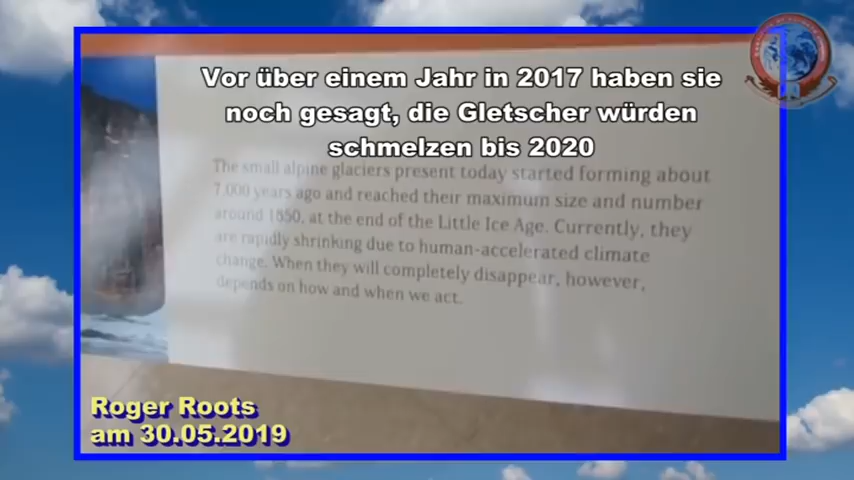 Vor über einem Jahr in 2017 haben sie
noch gesagt, die Gletscher würden
schmelzen bis 2020
The small alpine glaciers present today started forming about
7,000 years ago and reached their maximum size and number
around 1850, at the end of the Little Ice Age. Currently, they
are rapidly shrinking due to human-accelerated climate
change. When they will completely disappear, however,
depends on how and when we act.
Roger Roots
am 30.05.2019